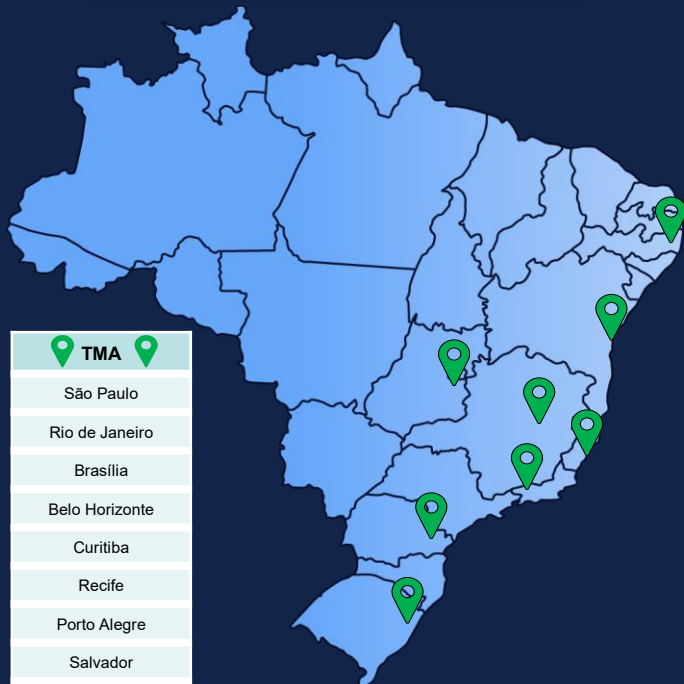 TMA
São Paulo
Rio de Janeiro
Brasília
Belo Horizonte
Curitiba
Recife
Porto Alegre
Salvador